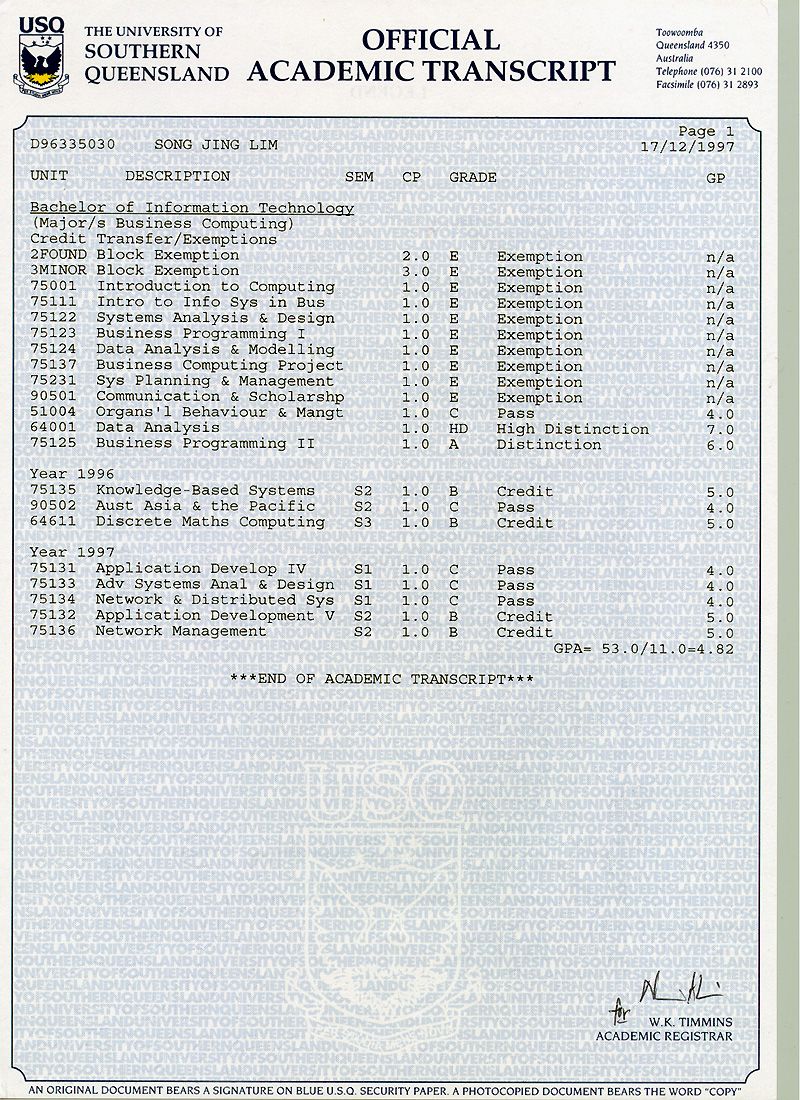 USQ
THE UNIVERSITY OF
SOUTHERN
QUEENSLAND
OFFICIAL
ACADEMIC TRANSCRIPT
Toowoomba
Queensland 4350
Australia
Telephone (076) 31 2100
Facsimile (076) 31 2893
Page 1
D96335030 SONG JING LIM 17/12/1997
UNIT DESCRIPTION SEM CP GRADE GP
Bachelor of Information Technology
(Major/s Business Computing)
Credit Transfer/Exemptions
2FOUND Block Exemption 2.0 E Exemption n/a
3MINOR Block Exemption 3.0 E Exemption n/a
75001 Introduction to Computing 1.0 E Exemption n/a
75111 Intro to Info Sys in Bus 1.0 E Exemption n/a
75122 Systems Analysis & Design 1.0 E Exemption n/a
75123 Business Programming I 1.0 E Exemption n/a
75124 Data Analysis & Modelling 1.0 E Exemption n/a
75137 Business Computing Project 1.0 E Exemption n/a
75231 Sys Planning & Management 1.0 E Exemption n/a
90501 Communication & Scholarshp 1.0 E Exemption n/a
51004 Organs'l Behaviour & Mangt 1.0 C Pass 4.0
64001 Data Analysis 1.0 HD High Distinction 7.0
75125 Business Programming II 1.0 A Distinction 6.0
Year 1996
75135 Knowledge-Based Systems S2 1.0 B Credit 5.0
90502 Aust Asia & the Pacific S2 1.0 C Pass 4.0
64611 Discrete Maths Computing S3 1.0 B Credit 5.0
Year 1997
75131 Application Develop IV S1 1.0 C Pass 4.0
75133 Adv Systems Anal & Design S1 1.0 C Pass 4.0
75134 Network & Distributed Sys S1 1.0 C Pass 4.0
75132 Application Development V S2 1.0 B Credit 5.0
75136 Network Management S2 1.0 B Credit 5.0
GPA= 53.0/11.0=4.82
***END OF ACADEMIC TRANSCRIPT***
USQ
for
W.K. TIMMINS
ACADEMIC REGISTRAR
AN ORIGINAL DOCUMENT BEARS A SIGNATURE ON BLUE U.S.Q. SECURITY PAPER. A PHOTOCOPIED DOCUMENT BEARS THE WORD "COPY"